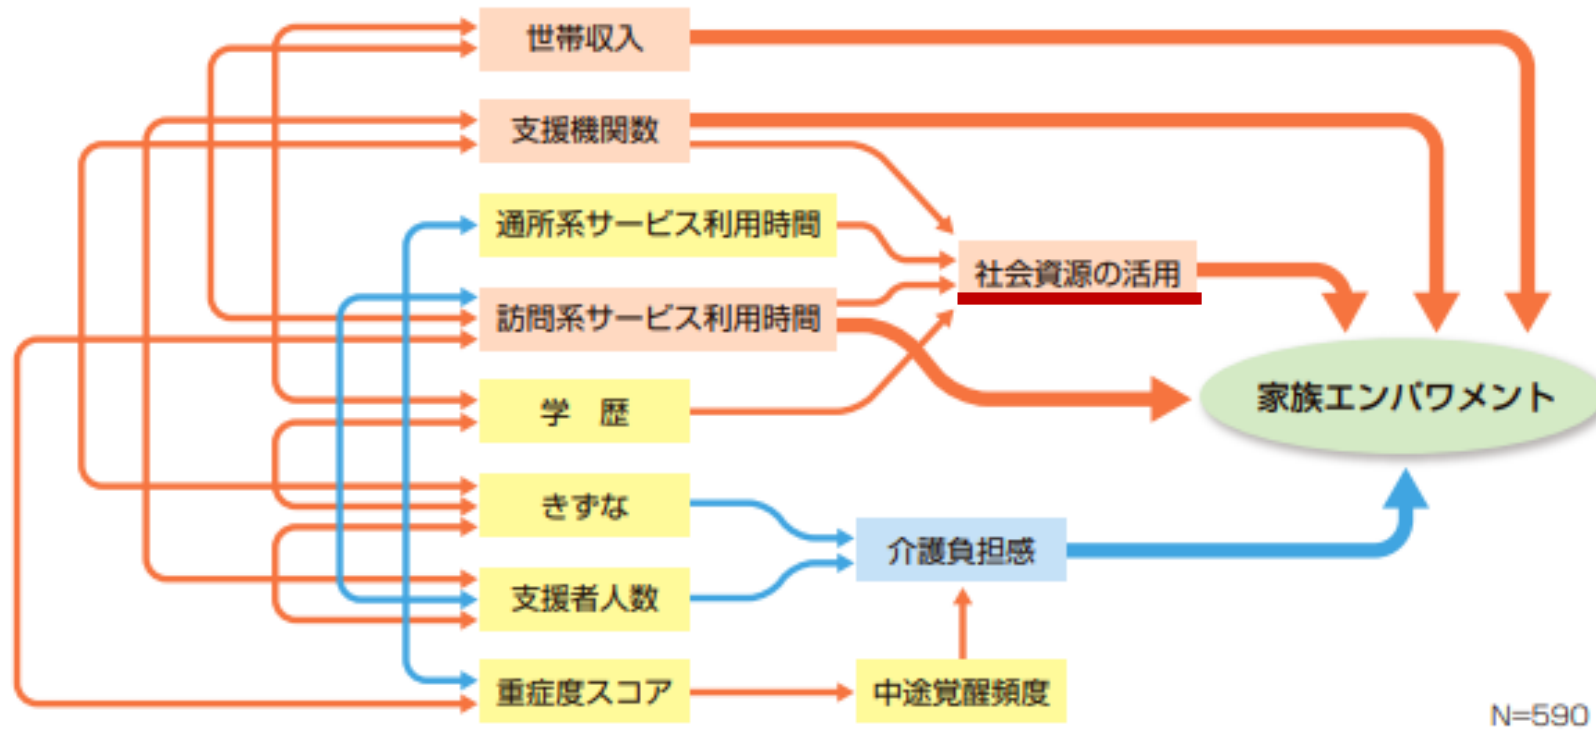 世帯収入
支援機関数
通所系サービス利用時間
社会資源の活用
訪問系サービス利用時間
家族エンパワメント
学　歴
きずな
介護負担感
支援者人数
重症度スコア
中途覚醒頻度
N=590